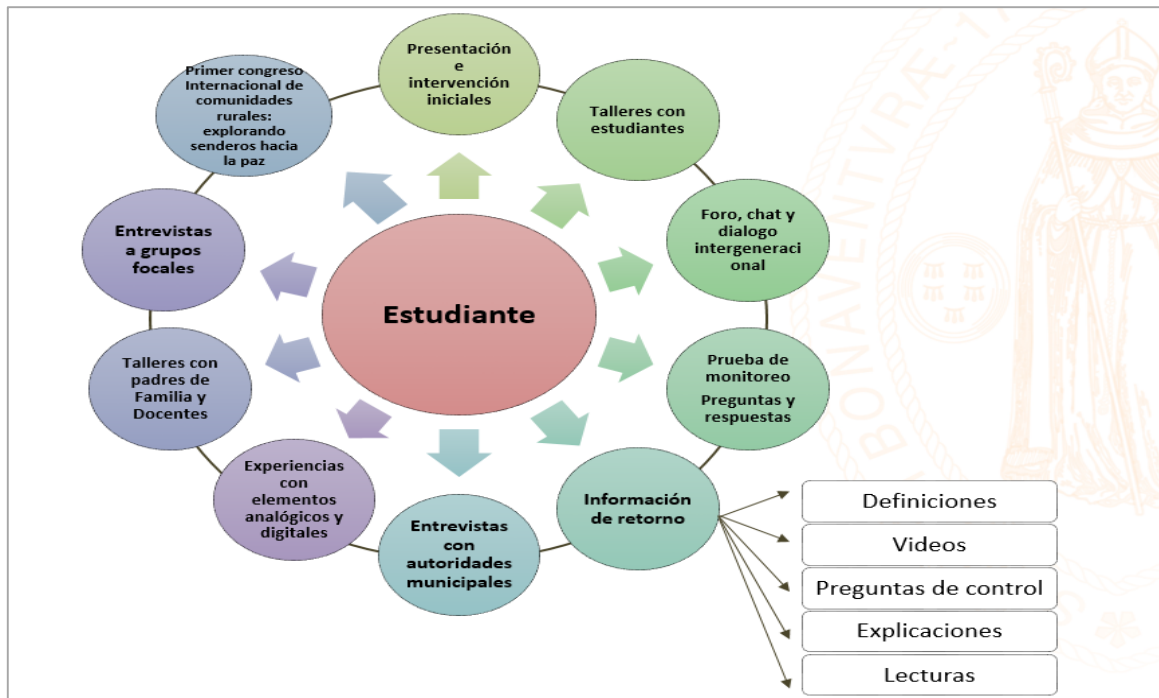 Presentación
e
intervención
iniciales
Talleres con
estudiantes
Foro, chat y
dialogo
intergeneraci
onal
Prueba de
monitoreo
Preguntas y
respuestas
Información
de retorno
Definiciones
Videos
Preguntas de control
Explicaciones
Lecturas
Entrevistas
con
autoridades
municipales
Experiencias
con
elementos
analógicos y
digitales
Talleres con
padres de
Familia y
Docentes
Entrevistas
a grupos
focales
Primer congreso
Internacional de
comunidades
rurales:
explorando
senderos hacia
la paz
Estudiante
BONAVENTVRÆ-1